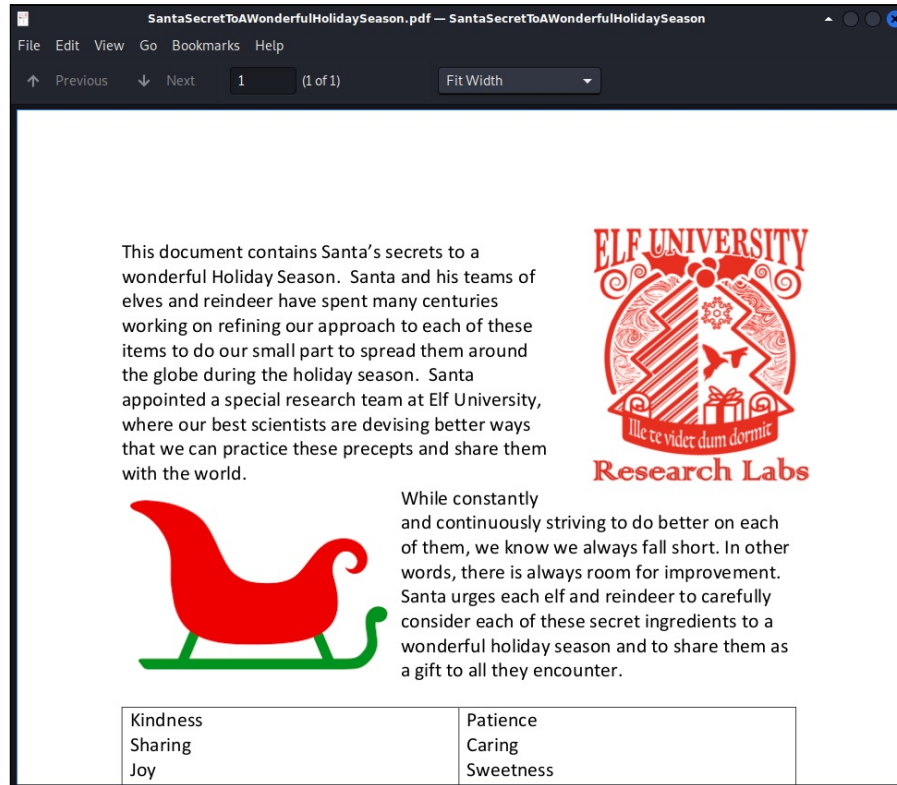 SantaSecretToAWonderfulHolidaySeason.pdf — SantaSecretToAWonderfulHolidaySeason
File Edit View Go Bookmarks Help
Previous Next 1 (1 of 1) Fit Width
This document contains Santa’s secrets to a
wonderful Holiday Season. Santa and his teams of
elves and reindeer have spent many centuries
working on refining our approach to each of these
items to do our small part to spread them around
the globe during the holiday season. Santa
appointed a special research team at Elf University,
where our best scientists are devising better ways
that we can practice these precepts and share them
with the world.
ELF UNIVERSITY
Ille te videt dum dormit
Research Labs
While constantly
and continuously striving to do better on each
of them, we know we always fall short. In other
words, there is always room for improvement.
Santa urges each elf and reindeer to carefully
consider each of these secret ingredients to a
wonderful holiday season and to share them as
a gift to all they encounter.
Kindness Patience
Sharing Caring
Joy Sweetness